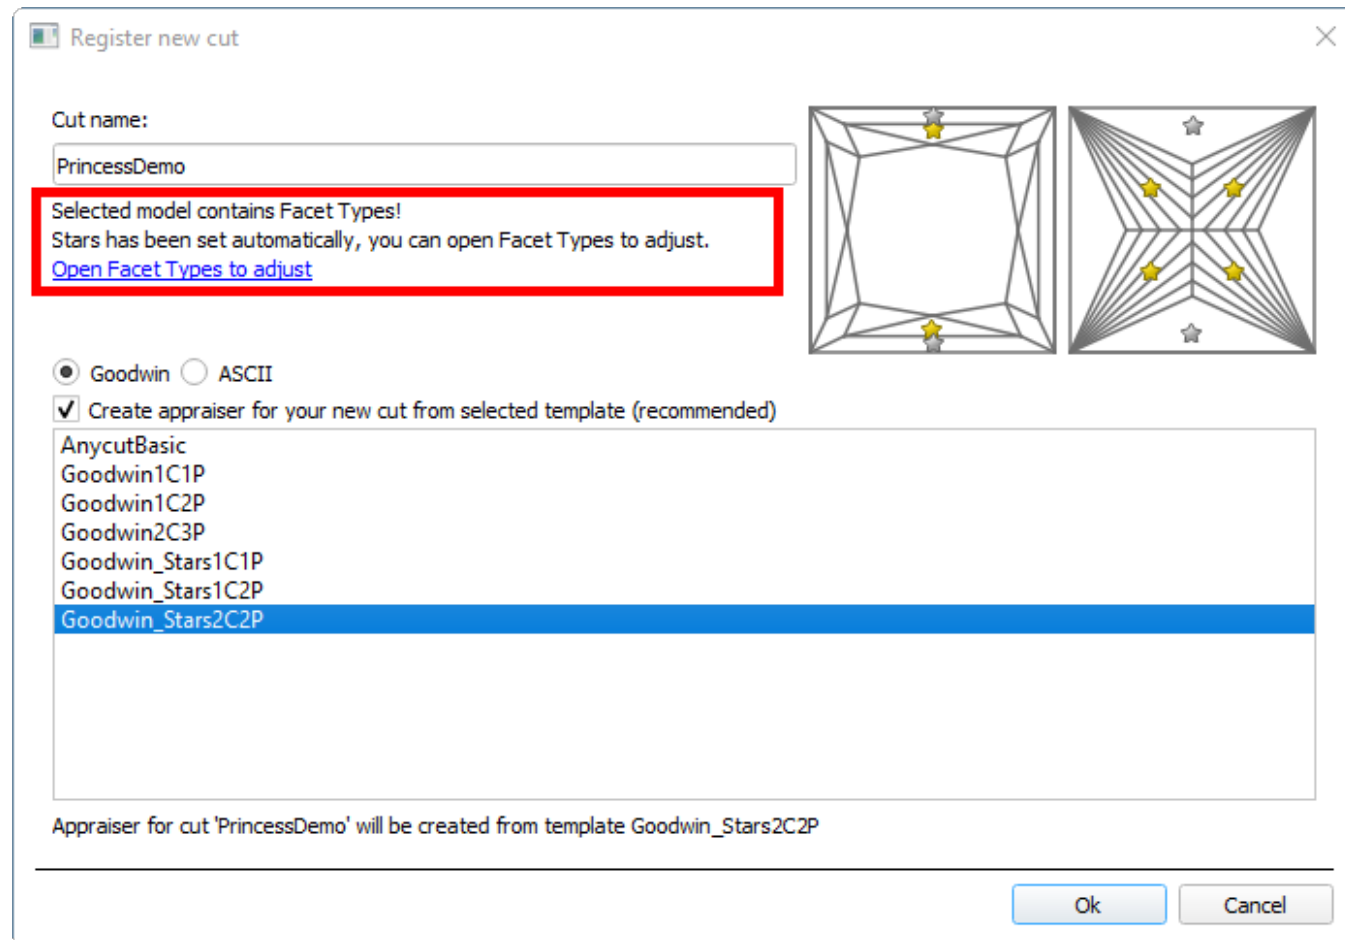 Register new cut
Cut name:
PrincessDemo
Selected model contains Facet Types!
Stars has been set automatically, you can open Facet Types to adjust.
Open Facet Types to adjust
Goodwin ASCII
Create appraiser for your new cut from selected template (recommended)
AnycutBasic
Goodwin1C1P
Goodwin1C2P
Goodwin2C3P
Goodwin_Stars1C1P
Goodwin_Stars1C2P
Goodwin_Stars2C2P
Appraiser for cut 'PrincessDemo' will be created from template Goodwin_Stars2C2P
Ok Cancel